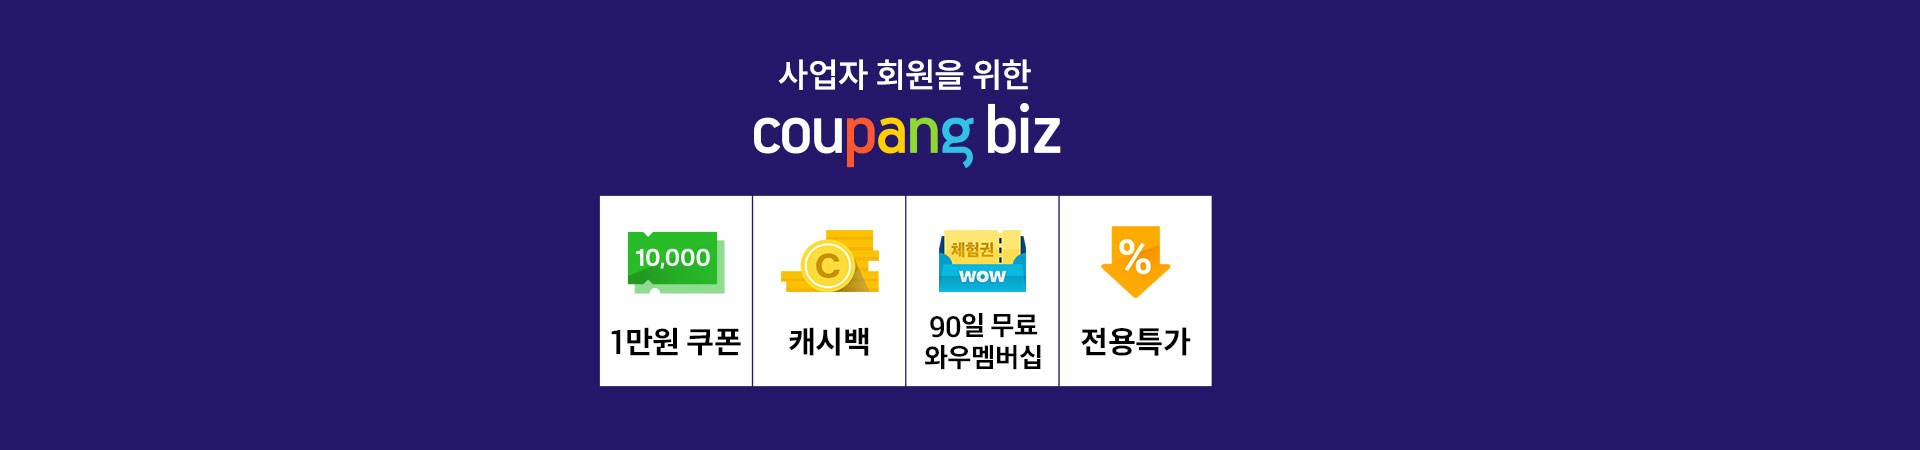 사업자 회원을 위한
coupang biz
10,000
1만원 쿠폰
C
캐시백
체험권
wow
90일 무료
와우멤버십
%
전용특가